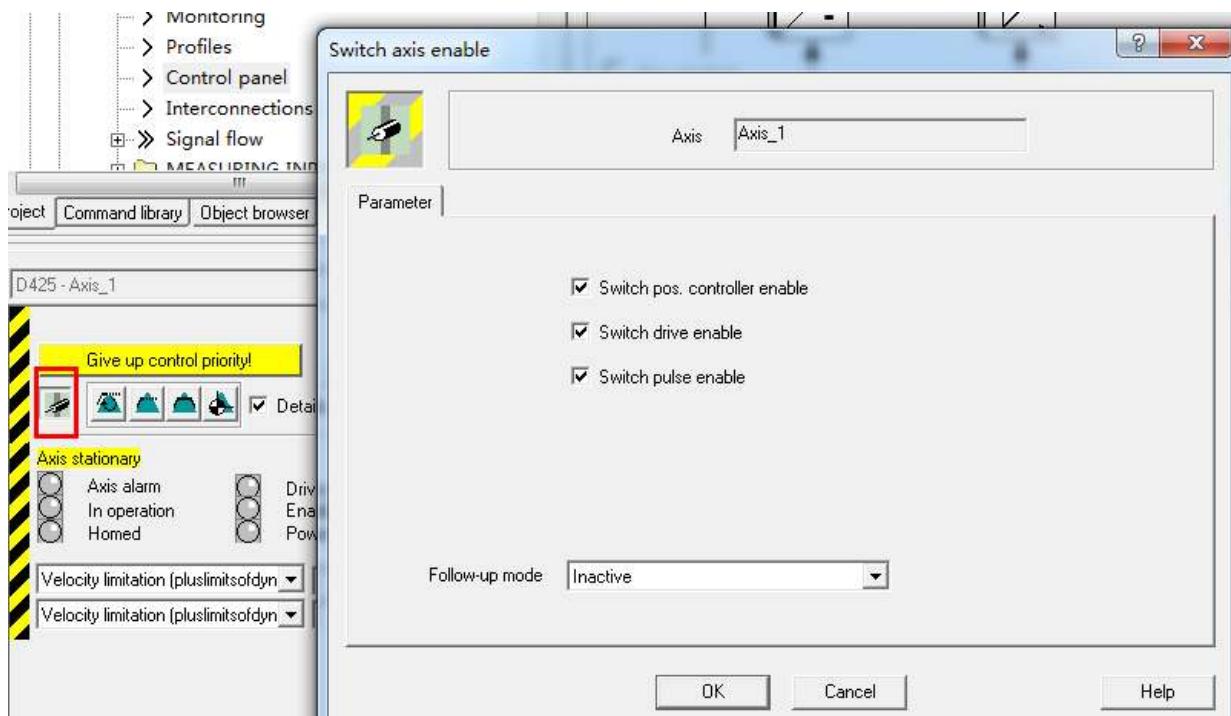 Monitoring
Profiles
Control panel
Interconnections
Signal flow
roject Command library Object browser
D425 - Axis_1
Give up control priority!
Detai
Axis stationary
Axis alarm Driv
In operation Ena
Homed Pow
Velocity limitation (pluslimitsofdyn
Velocity limitation (pluslimitsofdyn
Switch axis enable
Axis Axis_1
Parameter
Switch pos. controller enable
Switch drive enable
Switch pulse enable
Follow-up mode Inactive
OK Cancel Help